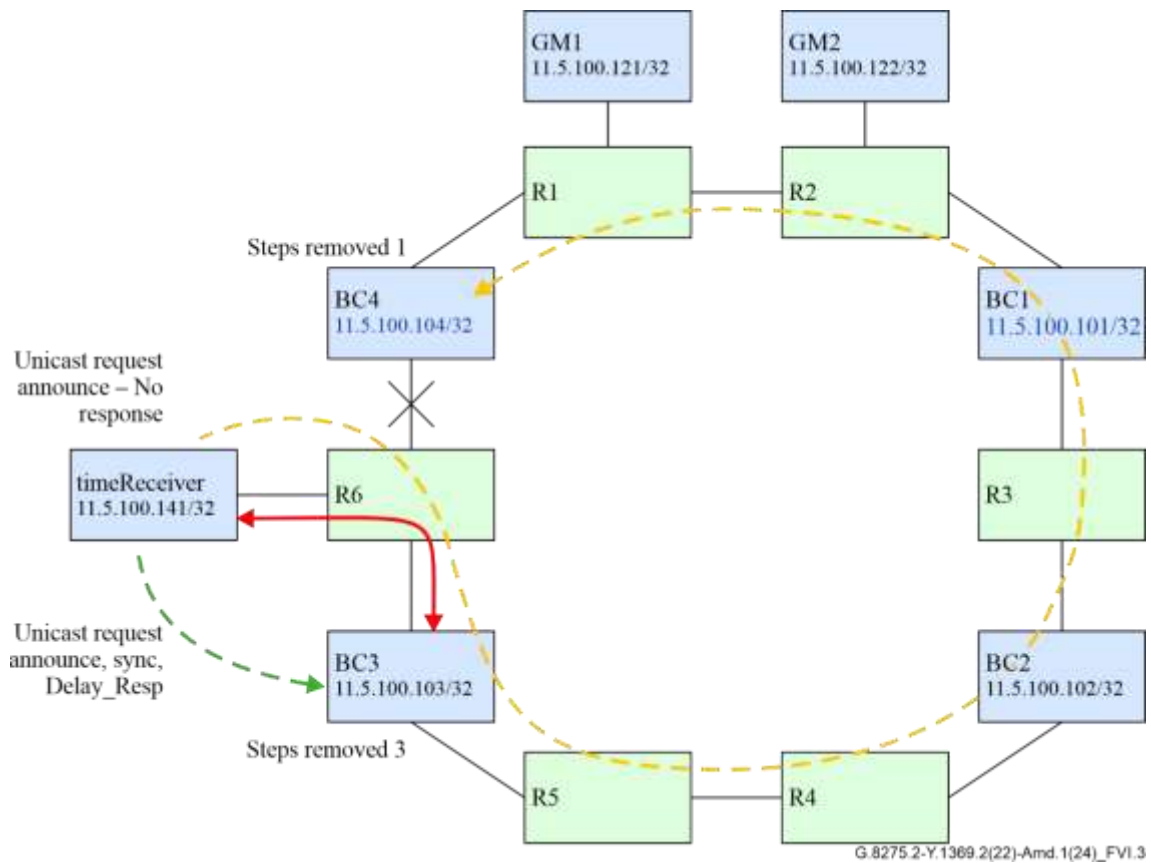 GM1
11.5.100.121/32
GM2
11.5.100.122/32
R1
R2
Steps removed 1
BC4
11.5.100.104/32
BC1
11.5.100.101/32
Unicast request
announce – No
response
timeReceiver
11.5.100.141/32
R6
R3
Unicast request
announce, sync,
Delay_Resp
BC3
11.5.100.103/32
BC2
11.5.100.102/32
Steps removed 3
R5
R4
G.8275.2-Y.1369.2(22)-Amd.1(24)_FVI.3